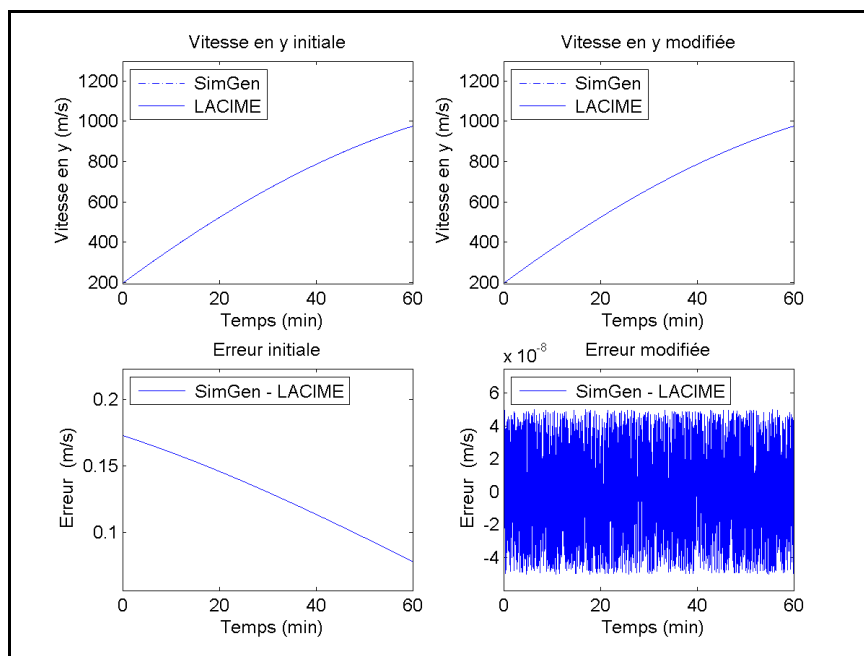 Vitesse en y initiale
1200
1000
800
600
400
200
Vitesse en y (m/s)
SimGen
LACIME
0
20
40
60
Temps (min)
Vitesse en y modifiée
1200
1000
800
600
400
200
Vitesse en y (m/s)
SimGen
LACIME
0
20
40
60
Temps (min)
Erreur initiale
0.2
0.15
0.1
Erreur (m/s)
SimGen - LACIME
0
20
40
60
Temps (min)
Erreur modifiée
x 10⁻⁸
6
4
2
0
-2
-4
Erreur (m/s)
SimGen - LACIME
0
20
40
60
Temps (min)